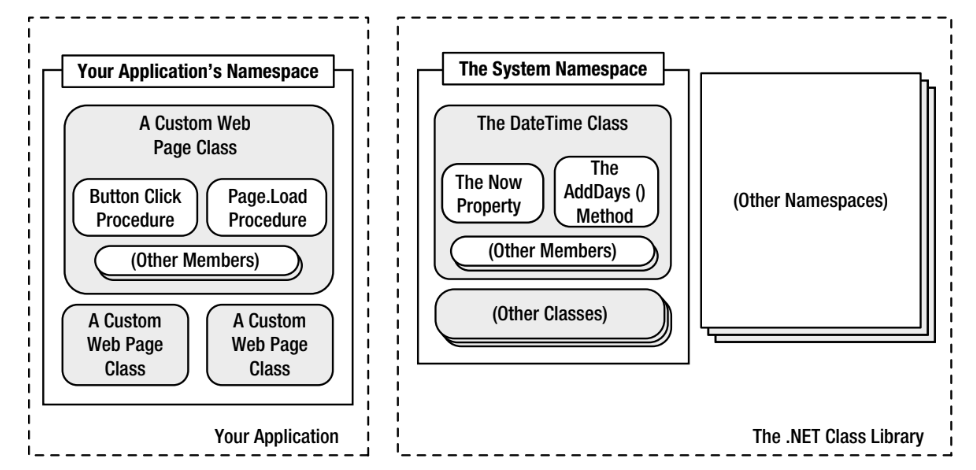 Your Application's Namespace
A Custom Web
Page Class
Button Click
Procedure
Page.Load
Procedure
(Other Members)
A Custom
Web Page
Class
A Custom
Web Page
Class
Your Application
The System Namespace
The DateTime Class
The Now
Property
The
AddDays ()
Method
(Other Members)
(Other Classes)
(Other Namespaces)
The .NET Class Library